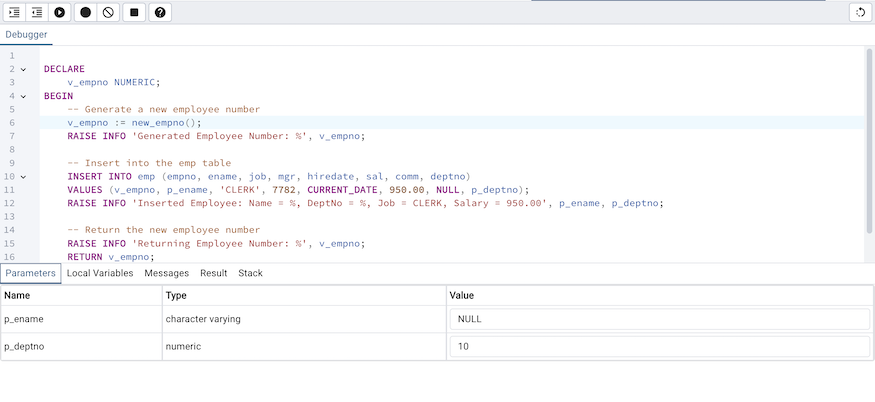 Debugger
1
2 DECLARE
3 v_empno NUMERIC;
4 BEGIN
5 -- Generate a new employee number
6 v_empno := new_empno();
7 RAISE INFO 'Generated Employee Number: %', v_empno;
8
9 -- Insert into the emp table
10 INSERT INTO emp (empno, ename, job, mgr, hiredate, sal, comm, deptno)
11 VALUES (v_empno, p_ename, 'CLERK', 7782, CURRENT_DATE, 950.00, NULL, p_deptno);
12 RAISE INFO 'Inserted Employee: Name = %, DeptNo = %, Job = CLERK, Salary = 950.00', p_ename, p_deptno;
13
14 -- Return the new employee number
15 RAISE INFO 'Returning Employee Number: %', v_empno;
16 RETURN v_empno;
Parameters Local Variables Messages Result Stack
Name Type Value
p_ename character varying NULL
p_deptno numeric 10